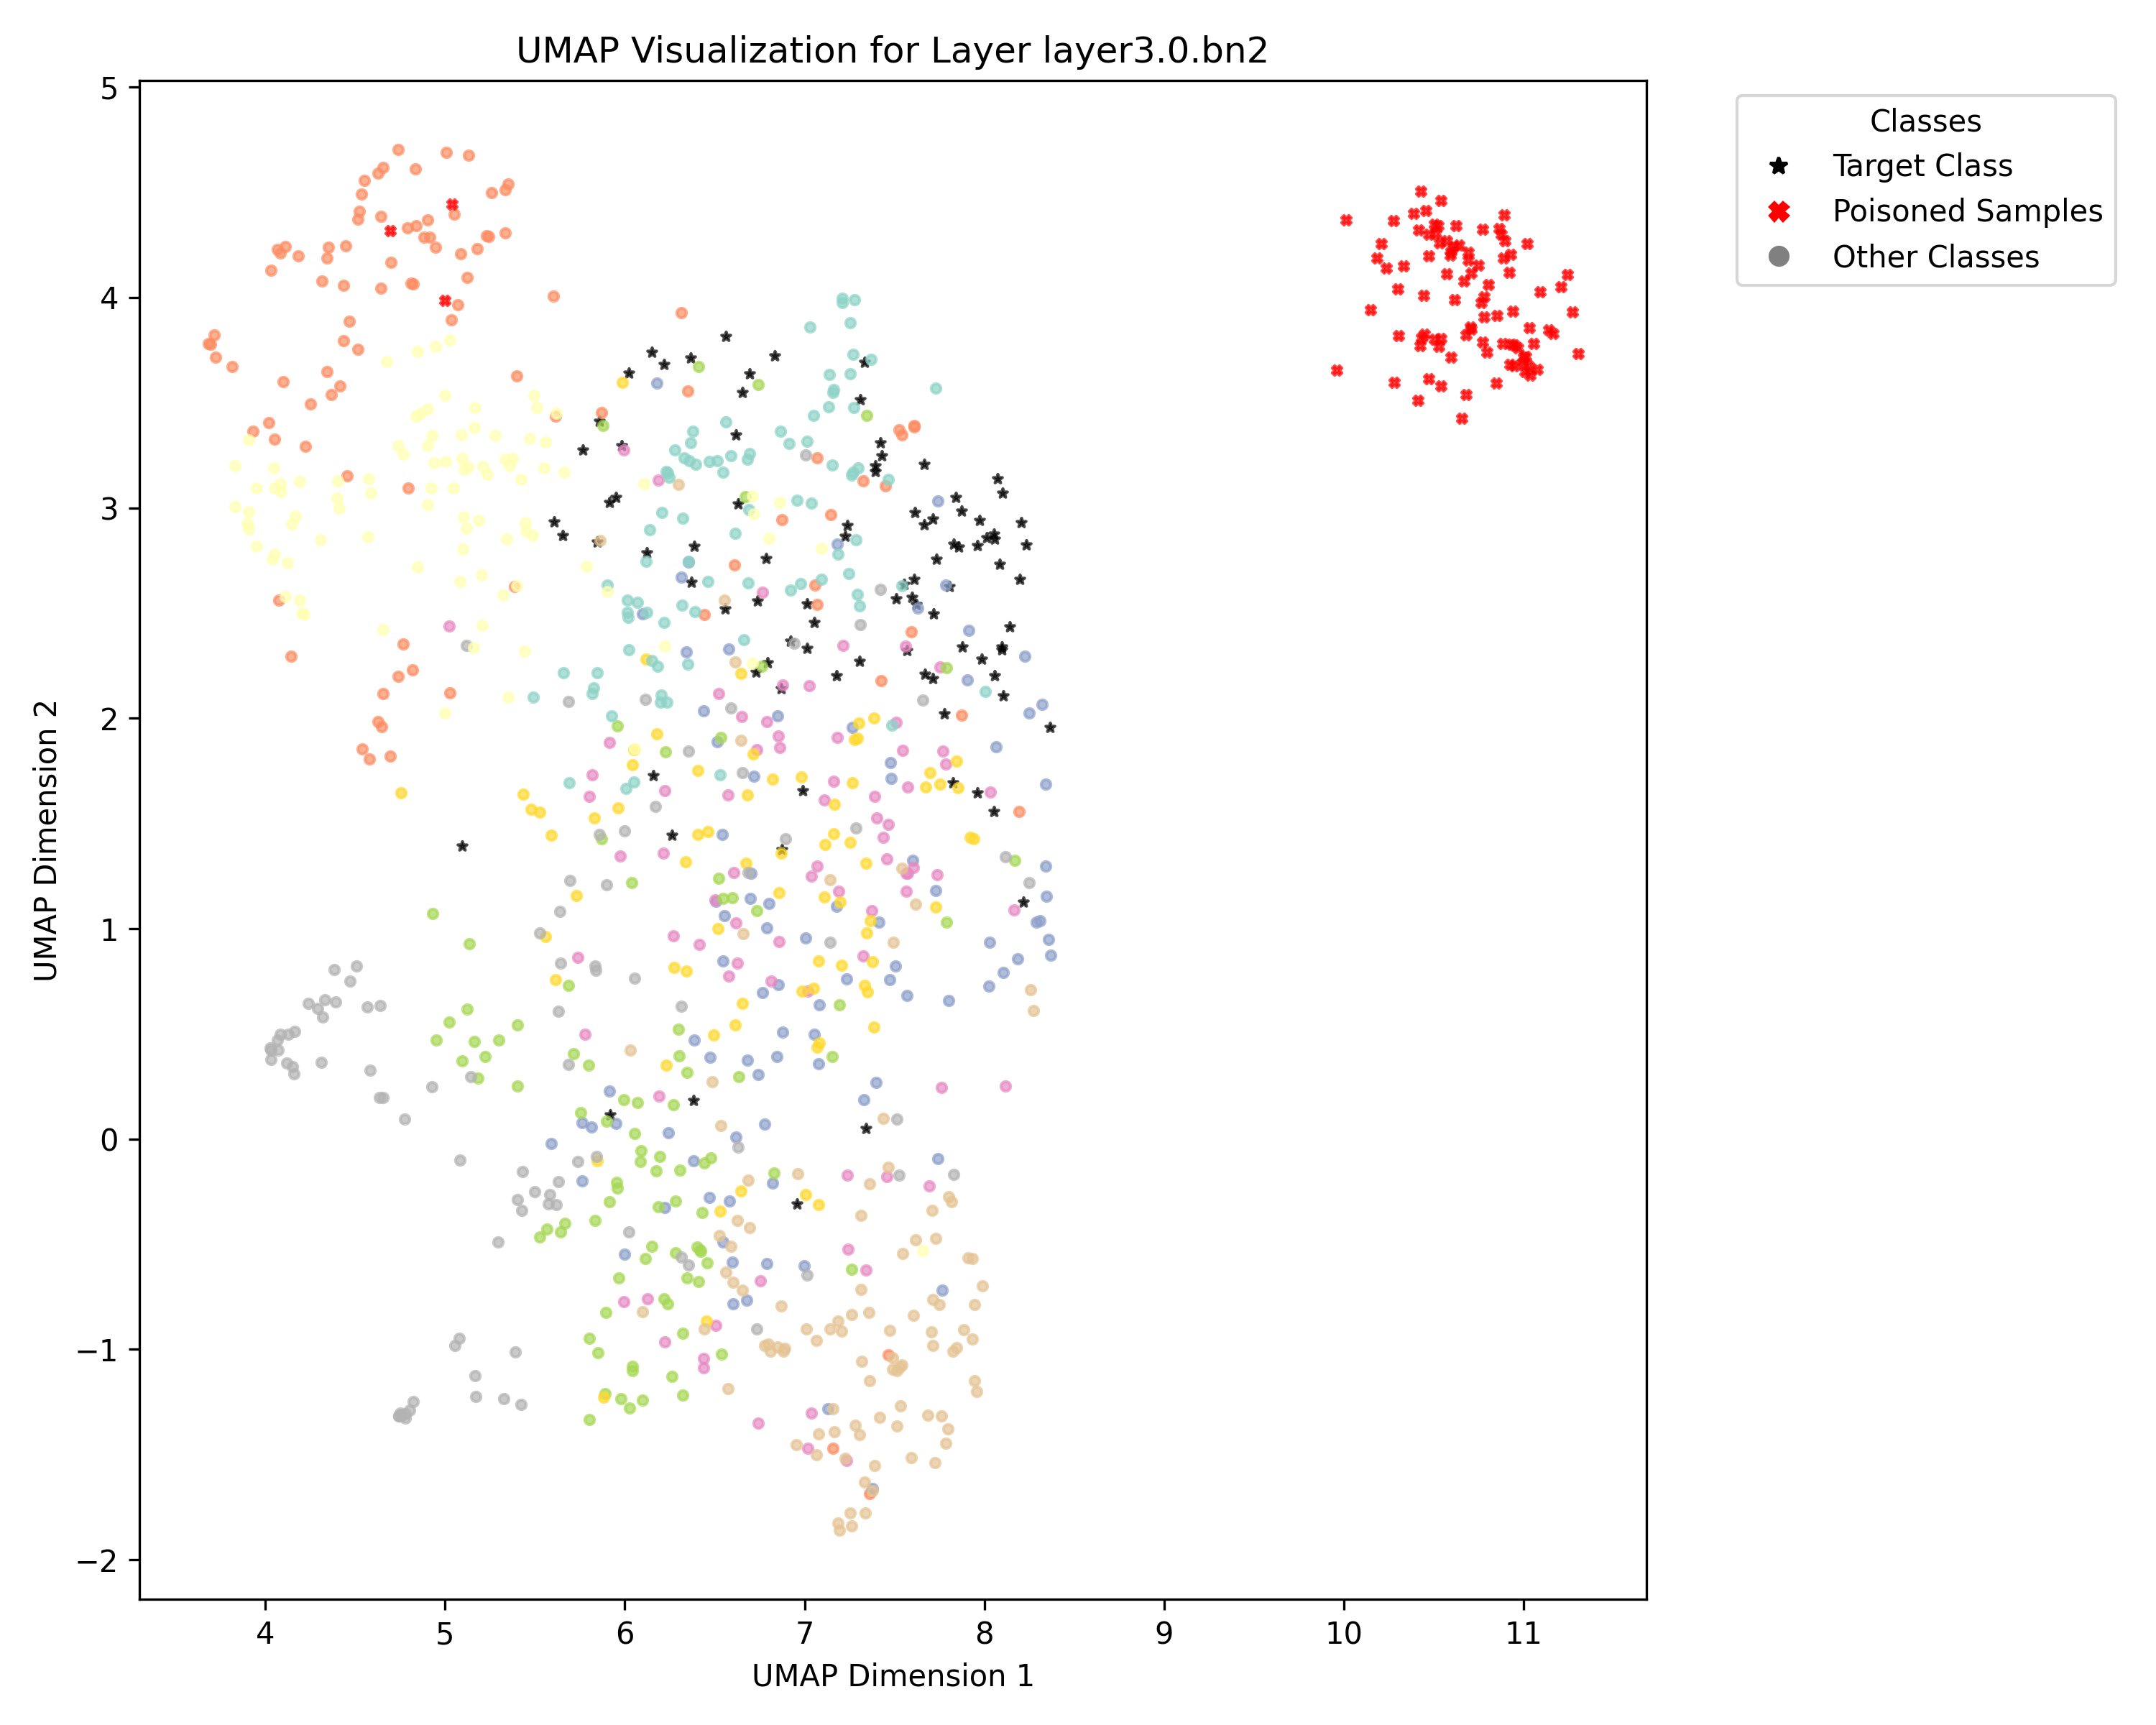 UMAP Visualization for Layer layer3.0.bn2
Classes
Target Class
Poisoned Samples
Other Classes
UMAP Dimension 2
5
4
3
2
1
0
−1
−2
4
5
6
7
8
9
10
11
UMAP Dimension 1